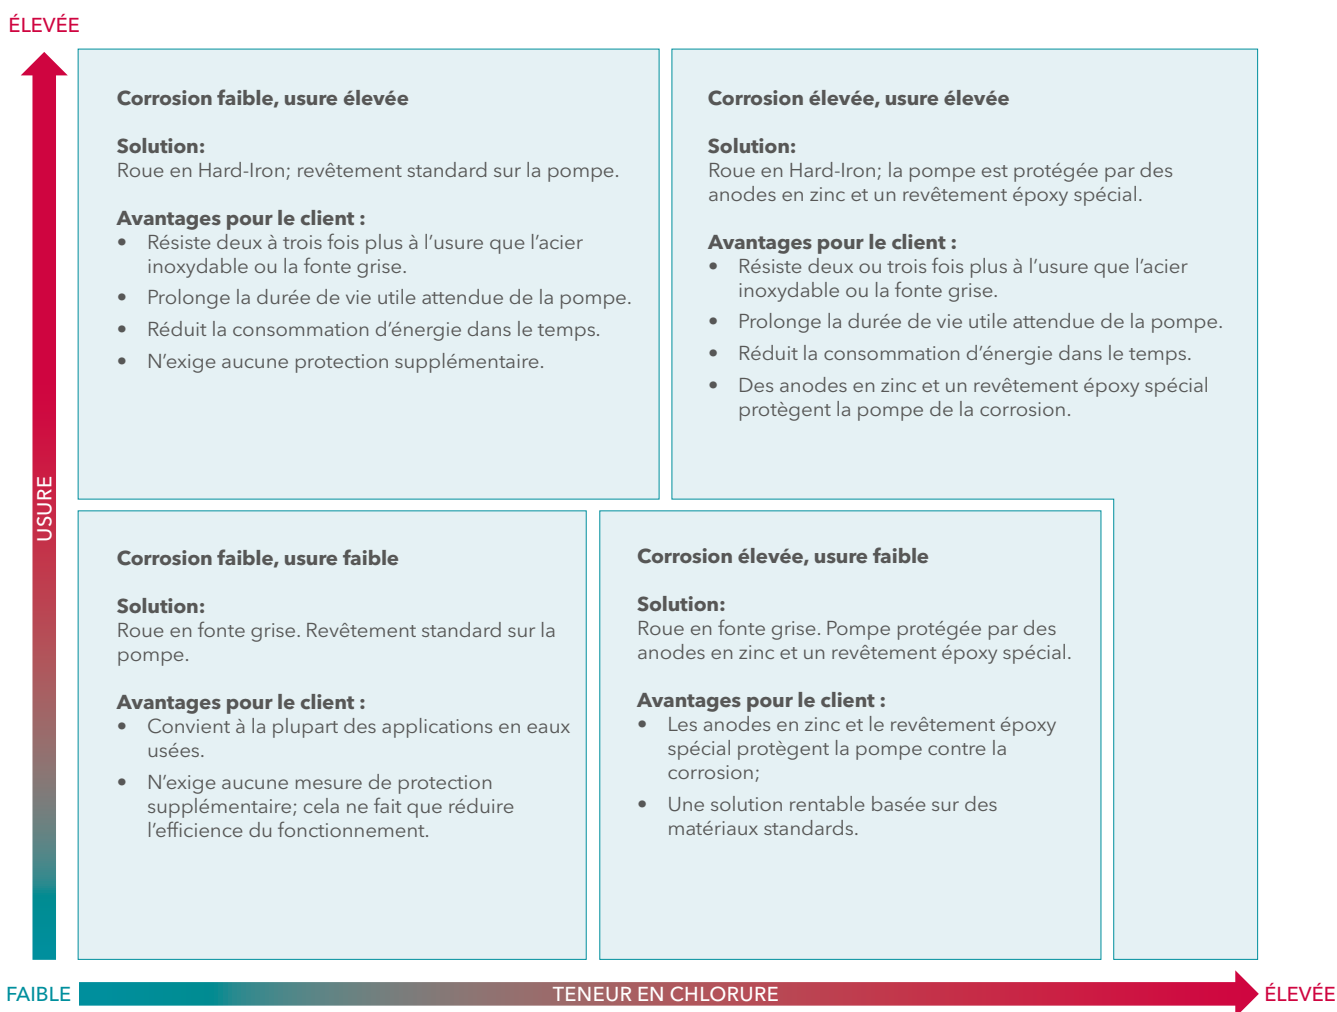 ÉLEVÉE
USURE
Corrosion faible, usure élevée
Solution:
Roue en Hard-Iron; revêtement standard sur la pompe.
Avantages pour le client :
• Résiste deux à trois fois plus à l’usure que l’acier
inoxydable ou la fonte grise.
• Prolonge la durée de vie utile attendue de la pompe.
• Réduit la consommation d’énergie dans le temps.
• N’exige aucune protection supplémentaire.
Corrosion élevée, usure élevée
Solution:
Roue en Hard-Iron; la pompe est protégée par des
anodes en zinc et un revêtement époxy spécial.
Avantages pour le client :
• Résiste deux ou trois fois plus à l’usure que l’acier
inoxydable ou la fonte grise.
• Prolonge la durée de vie utile attendue de la pompe.
• Réduit la consommation d’énergie dans le temps.
• Des anodes en zinc et un revêtement époxy spécial
protègent la pompe de la corrosion.
Corrosion faible, usure faible
Solution:
Roue en fonte grise. Revêtement standard sur la
pompe.
Avantages pour le client :
• Convient à la plupart des applications en eaux
usées.
• N’exige aucune mesure de protection
supplémentaire; cela ne fait que réduire
l’efficience du fonctionnement.
Corrosion élevée, usure faible
Solution:
Roue en fonte grise. Pompe protégée par des
anodes en zinc et un revêtement époxy spécial.
Avantages pour le client :
• Les anodes en zinc et le revêtement époxy
spécial protègent la pompe contre la
corrosion;
• Une solution rentable basée sur des
matériaux standards.
FAIBLE
TENEUR EN CHLORURE
ÉLEVÉE